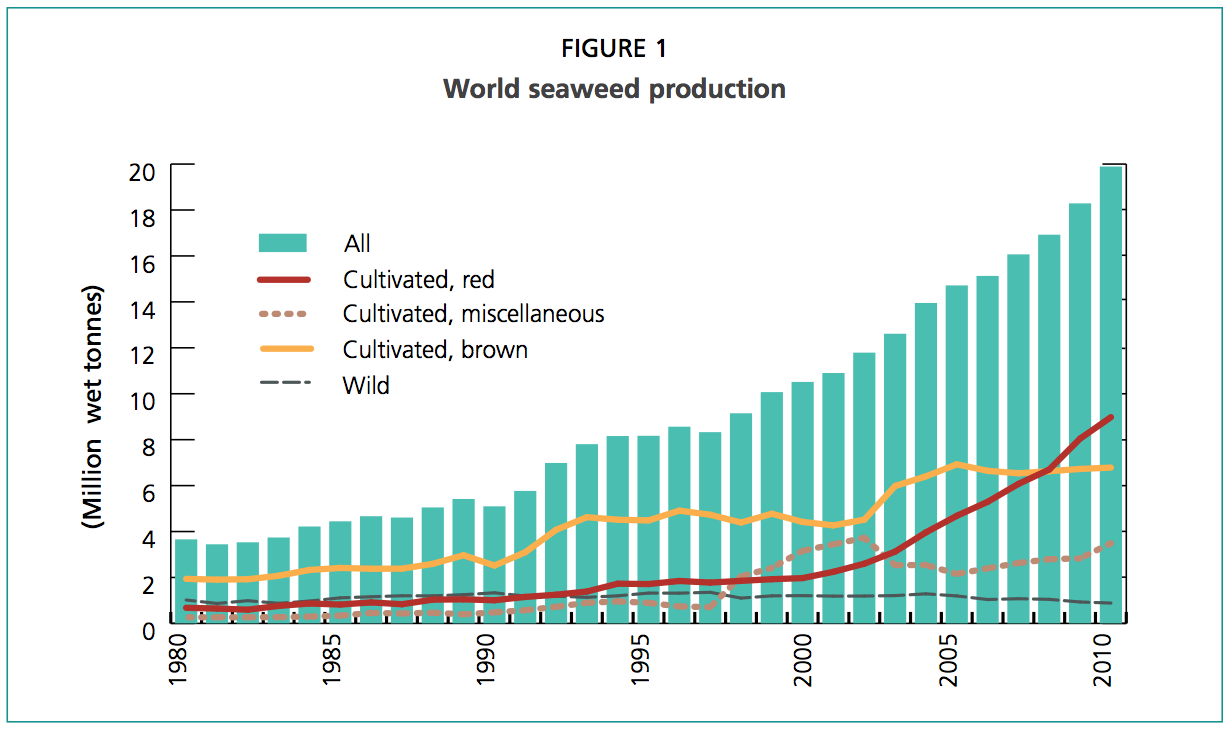 FIGURE 1
World seaweed production
(Million wet tonnes)
20
18
16
14
12
10
8
6
4
2
0
All
Cultivated, red
Cultivated, miscellaneous
Cultivated, brown
Wild
1980
1985
1990
1995
2000
2005
2010